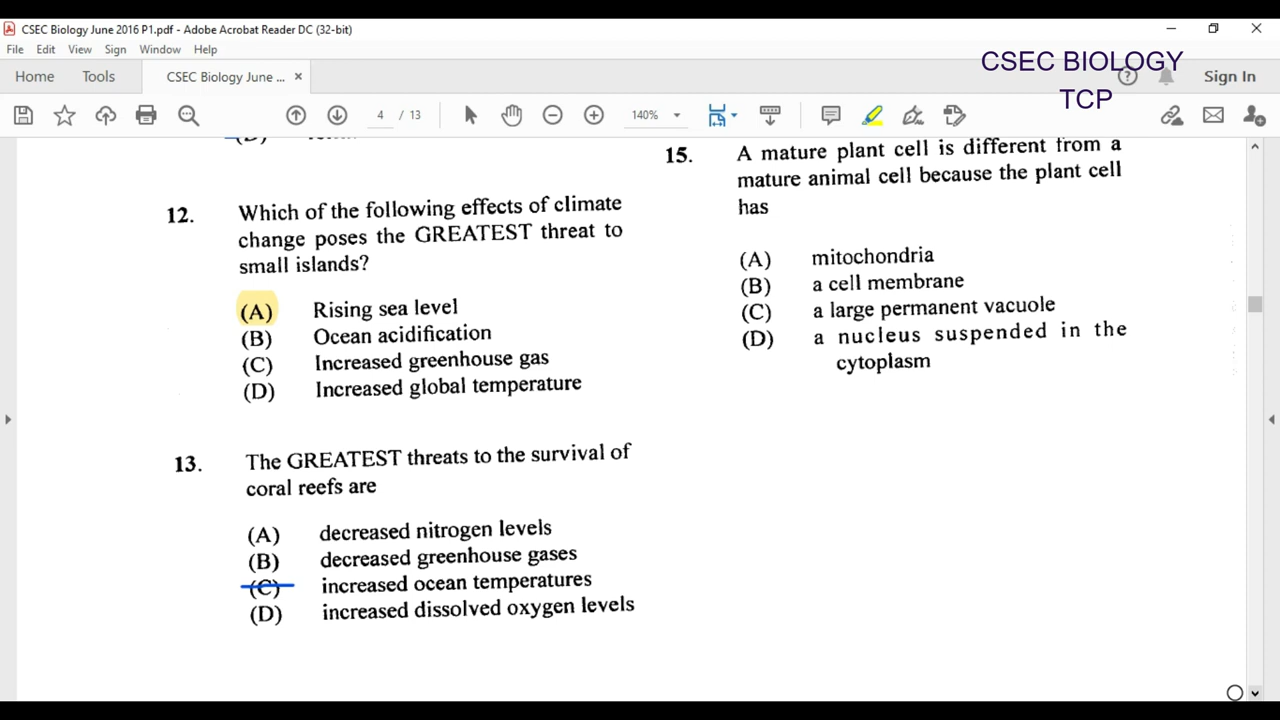 CSEC Biology June 2016 P1.pdf - Adobe Acrobat Reader DC (32-bit)
File Edit View Sign Window Help
CSEC BIOLOGY
TCP
Home Tools CSEC Biology June ... × Sign In
4 / 13 140%
(D)
12. Which of the following effects of climate
change poses the GREATEST threat to
small islands?
(A) Rising sea level
(B) Ocean acidification
(C) Increased greenhouse gas
(D) Increased global temperature
13. The GREATEST threats to the survival of
coral reefs are
(A) decreased nitrogen levels
(B) decreased greenhouse gases
(C) increased ocean temperatures
(D) increased dissolved oxygen levels
15. A mature plant cell is different from a
mature animal cell because the plant cell
has
(A) mitochondria
(B) a cell membrane
(C) a large permanent vacuole
(D) a nucleus suspended in the
cytoplasm